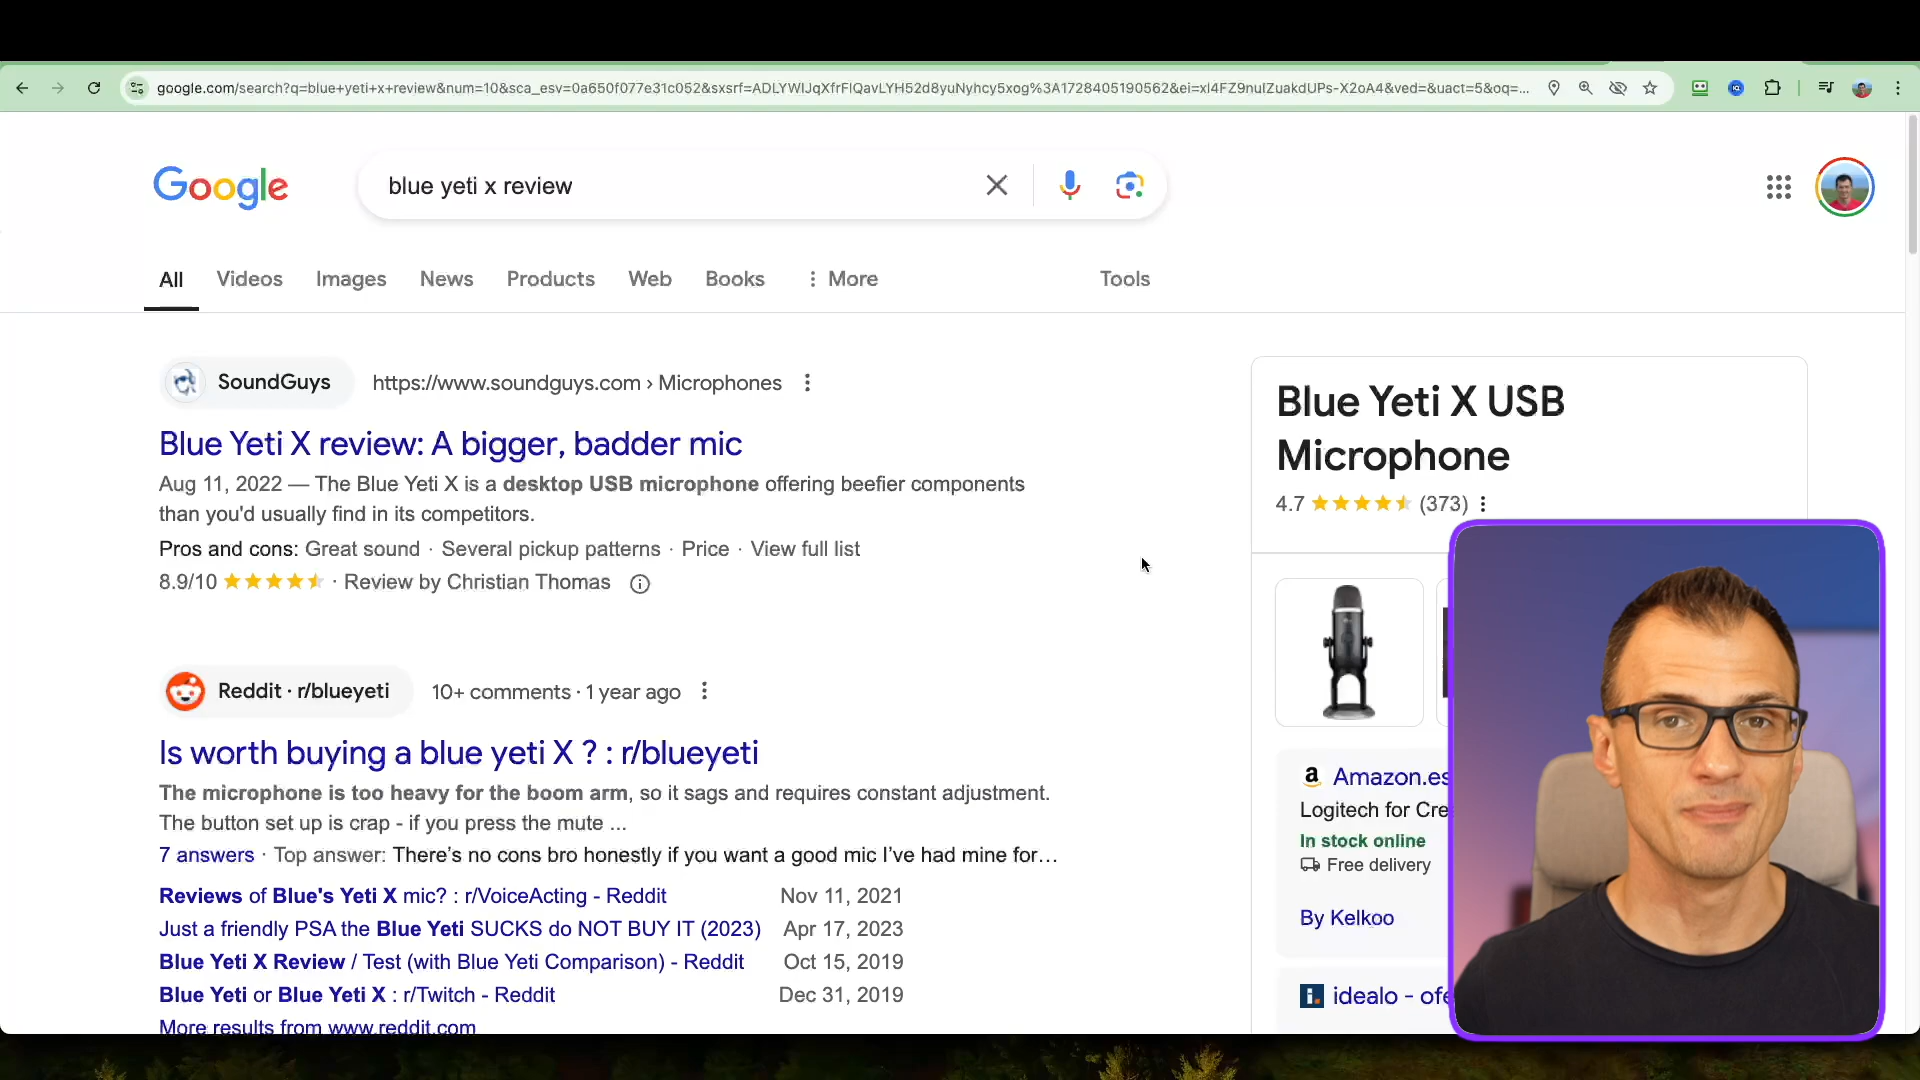 google.com/search?q=blue+yeti+x+review&num=10&sca_esv=0a650f077e31c052&sxsrf=ADLYWIJqXfrFlQavLYH52d8yuNyhcy5xog%3A1728405190562&ei=xl4FZ9nuIZuakdUPs-X2oA4&ved=&uact=5&oq=...
Google
blue yeti x review
All
Videos
Images
News
Products
Web
Books
More
Tools
SoundGuys
https://www.soundguys.com › Microphones
Blue Yeti X review: A bigger, badder mic
Aug 11, 2022 — The Blue Yeti X is a desktop USB microphone offering beefier components
than you'd usually find in its competitors.
Pros and cons: Great sound · Several pickup patterns · Price · View full list
8.9/10 · Review by Christian Thomas
Reddit · r/blueyeti
10+ comments · 1 year ago
Is worth buying a blue yeti X ? : r/blueyeti
The microphone is too heavy for the boom arm, so it sags and requires constant adjustment.
The button set up is crap - if you press the mute ...
7 answers · Top answer: There's no cons bro honestly if you want a good mic I've had mine for...
Reviews of Blue's Yeti X mic? : r/VoiceActing - Reddit Nov 11, 2021
Just a friendly PSA the Blue Yeti SUCKS do NOT BUY IT (2023) Apr 17, 2023
Blue Yeti X Review / Test (with Blue Yeti Comparison) - Reddit Oct 15, 2019
Blue Yeti or Blue Yeti X : r/Twitch - Reddit Dec 31, 2019
More results from www.reddit.com
Blue Yeti X USB
Microphone
4.7 (373)
Amazon.es
Logitech for Cre
In stock online
Free delivery
By Kelkoo
idealo - ofe